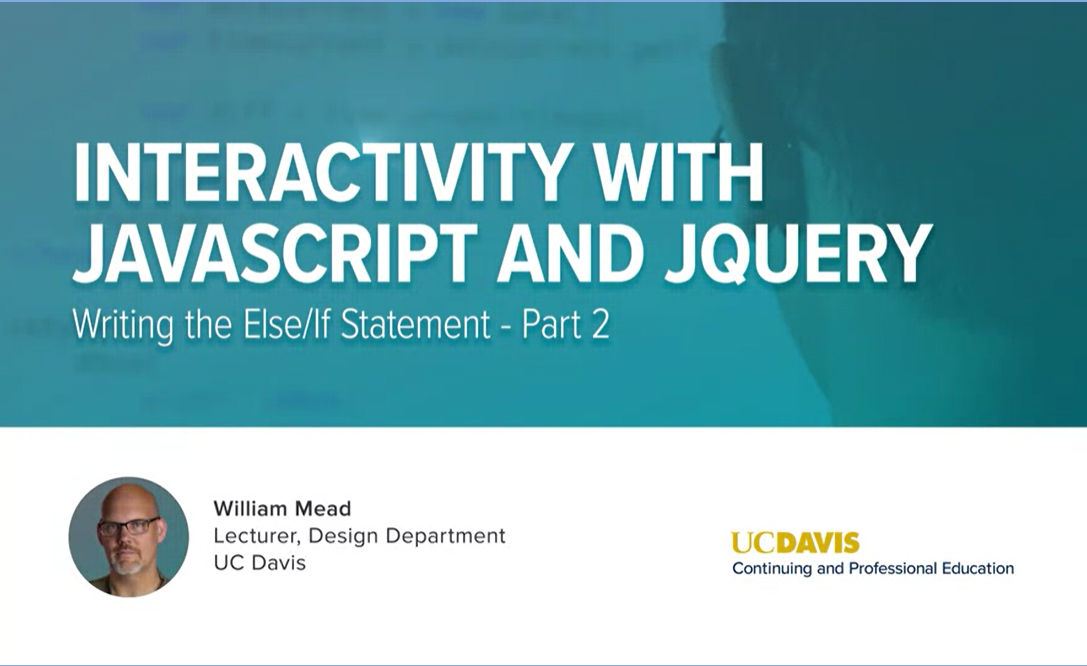 INTERACTIVITY WITH
JAVASCRIPT AND JQUERY
Writing the Else/If Statement - Part 2
William Mead
Lecturer, Design Department
UC Davis
UCDAVIS
Continuing and Professional Education